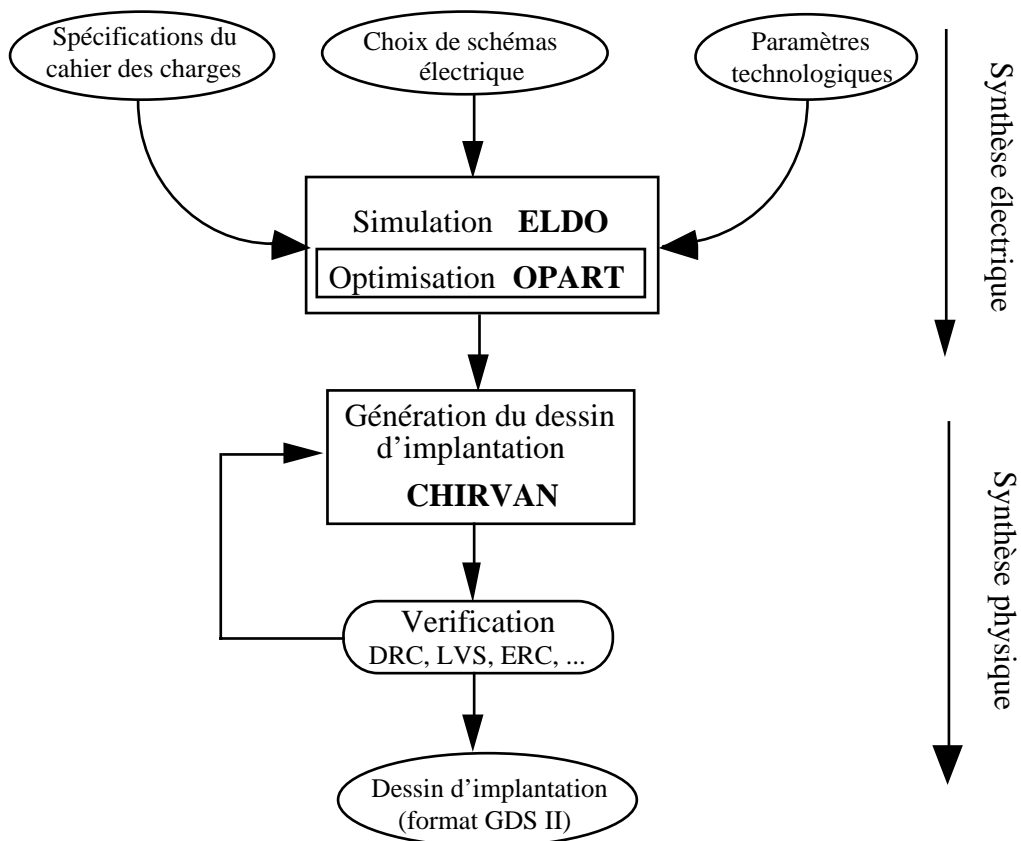 Spécifications du
cahier des charges
Choix de schémas
électrique
Paramètres
technologiques
Synthèse électrique
Simulation ELDO
Optimisation OPART
Génération du dessin
d’implantation
CHIRVAN
Synthèse physique
Verification
DRC, LVS, ERC, ...
Dessin d’implantation
(format GDS II)